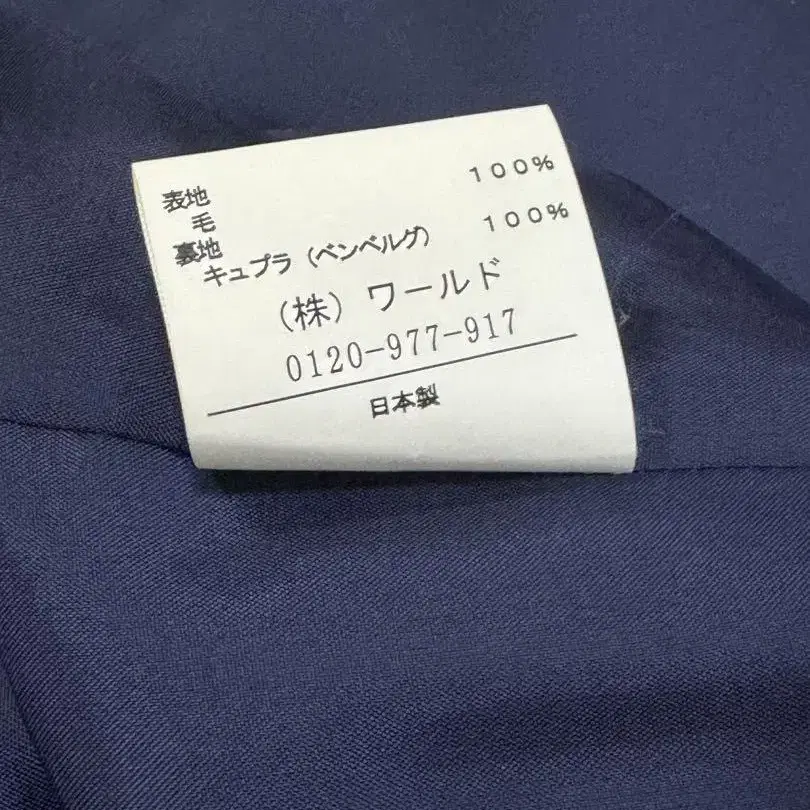 表地
毛 １００％
裏地
キュプラ（ベンベルグ） １００％
（株）ワールド
0120-977-917
日本製